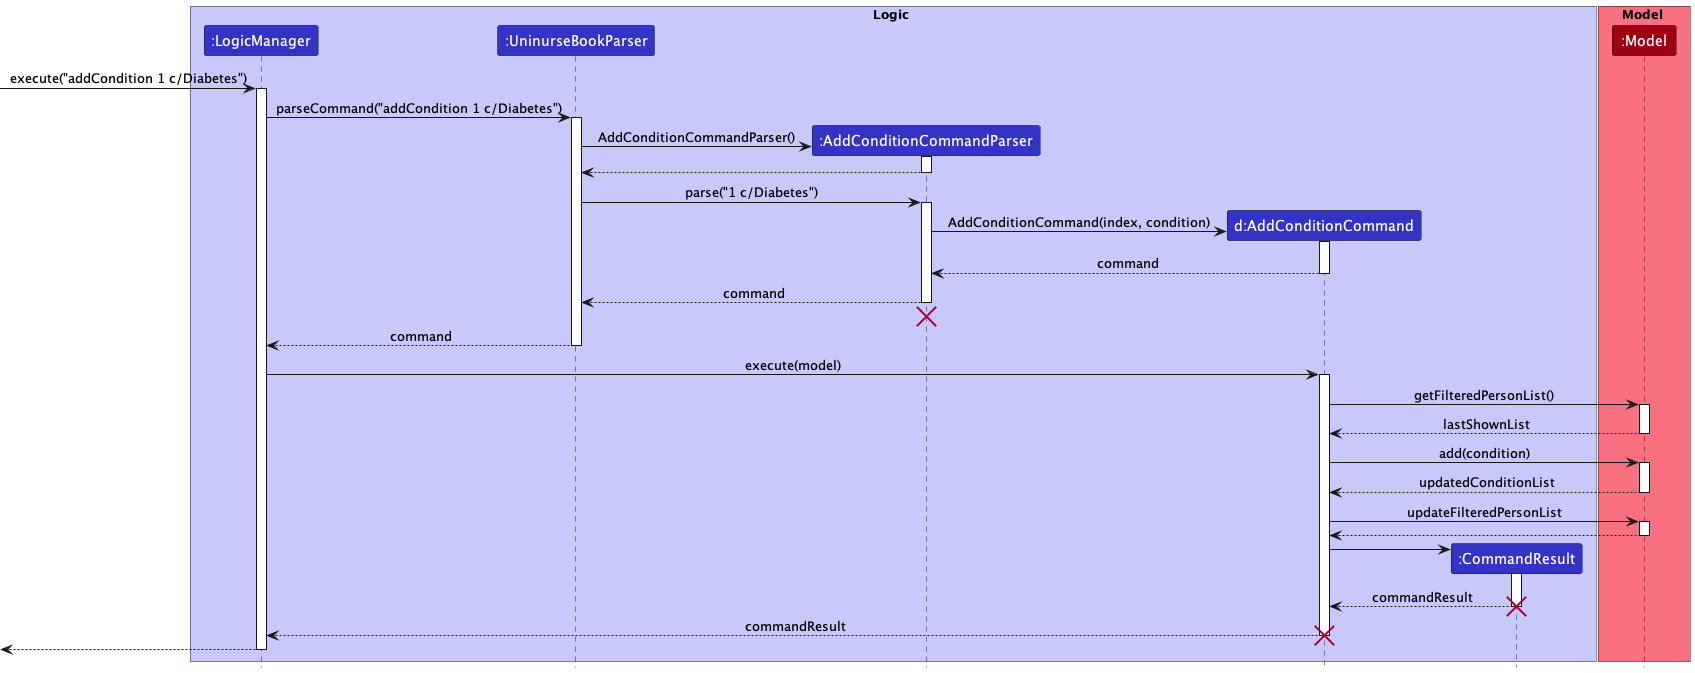 Logic
Model
:LogicManager
:UninurseBookParser
:Model
execute("addCondition 1 c/Diabetes")
parseCommand("addCondition 1 c/Diabetes")
AddConditionCommandParser()
:AddConditionCommandParser
parse("1 c/Diabetes")
AddConditionCommand(index, condition)
d:AddConditionCommand
command
command
command
execute(model)
getFilteredPersonList()
lastShownList
add(condition)
updatedConditionList
updateFilteredPersonList
:CommandResult
commandResult
commandResult